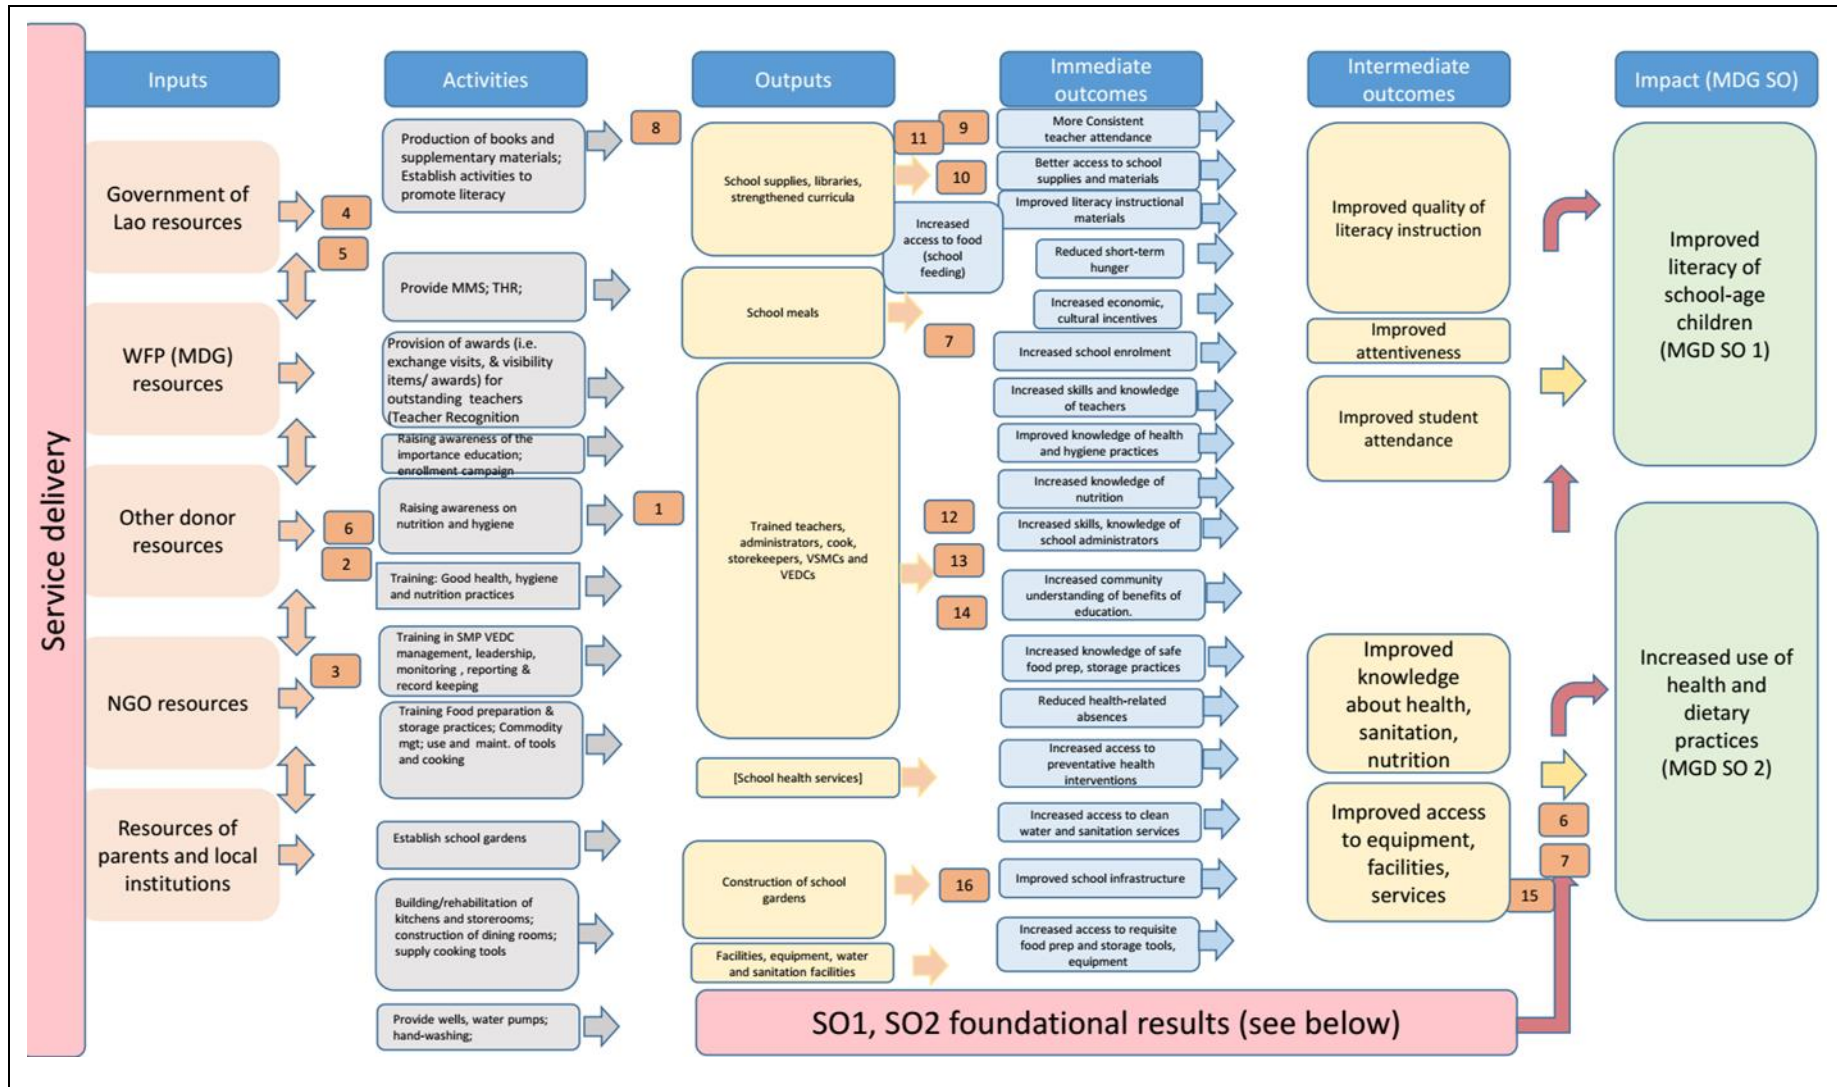 Service delivery
Inputs
Government of
Lao resources
4
5
WFP (MDG)
resources
Other donor
resources
6
2
NGO resources
3
Resources of
parents and local
institutions
Activities
Production of books and
supplementary materials;
Establish activities to
promote literacy
8
Provide MMS; THR;
Provision of awards (i.e.
exchange visits, & visibility
items/ awards) for
outstanding teachers
(Teacher Recognition
Raising awareness of the
importance education;
enrollment campaign
Raising awareness on
nutrition and hygiene
1
Training: Good health, hygiene
and nutrition practices
Training in SMP VEDC
management, leadership,
monitoring , reporting &
record keeping
Training Food preparation &
storage practices; Commodity
mgt; use and maint. of tools
and cooking
Establish school gardens
Building/rehabilitation of
kitchens and storerooms;
construction of dining rooms;
supply cooking tools
Provide wells, water pumps;
hand-washing;
Outputs
School supplies, libraries,
strengthened curricula
11
9
10
Increased
access to food
(school
feeding)
School meals
7
Trained teachers,
administrators, cook,
storekeepers, VSMCs and
VEDCs
12
13
14
[School health services]
Construction of school
gardens
16
Facilities, equipment, water
and sanitation facilities
Immediate
outcomes
More Consistent
teacher attendance
Better access to school
supplies and materials
Improved literacy instructional
materials
Reduced short-term
hunger
Increased economic,
cultural incentives
Increased school enrolment
Increased skills and knowledge
of teachers
Improved knowledge of health
and hygiene practices
Increased knowledge of
nutrition
Increased skills, knowledge of
school administrators
Increased community
understanding of benefits of
education.
Increased knowledge of safe
food prep, storage practices
Reduced health-related
absences
Increased access to
preventative health
interventions
Increased access to clean
water and sanitation services
Improved school infrastructure
Increased access to requisite
food prep and storage tools,
equipment
Intermediate
outcomes
Improved quality of
literacy instruction
Improved
attentiveness
Improved student
attendance
Improved
knowledge
about health,
sanitation,
nutrition
Improved access
to equipment,
facilities,
services
6
7
15
Impact (MDG SO)
Improved
literacy of
school-age
children
(MGD SO 1)
Increased use of
health and
dietary
practices
(MGD SO 2)
SO1, SO2 foundational results (see below)